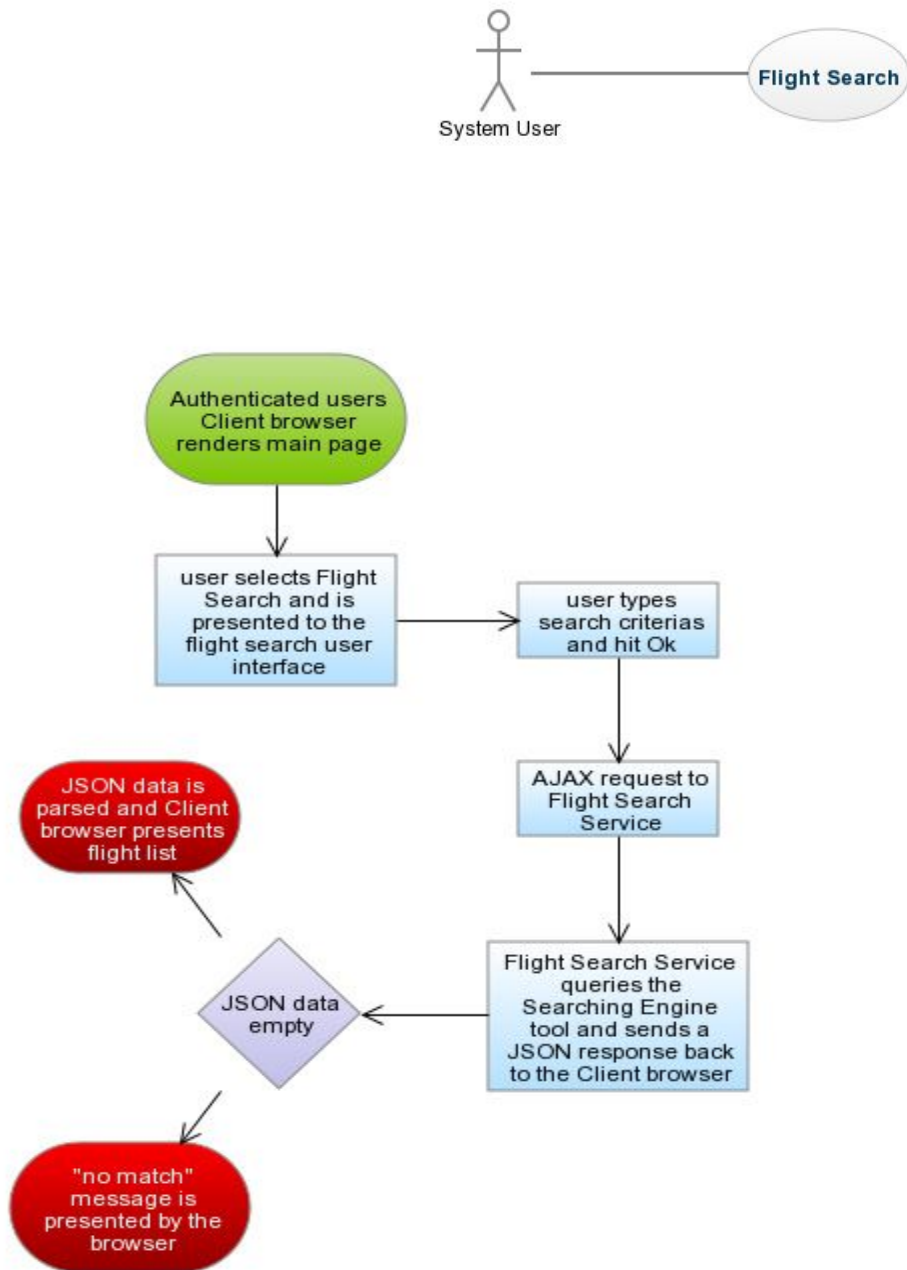 System User
Flight Search
Authenticated users
Client browser
renders main page
user selects Flight
Search and is
presented to the
flight search user
interface
user types
search criterias
and hit Ok
AJAX request to
Flight Search
Service
Flight Search Service
queries the
Searching Engine
tool and sends a
JSON response back
to the Client browser
JSON data
empty
JSON data is
parsed and Client
browser presents
flight list
"no match"
message is
presented by the
browser